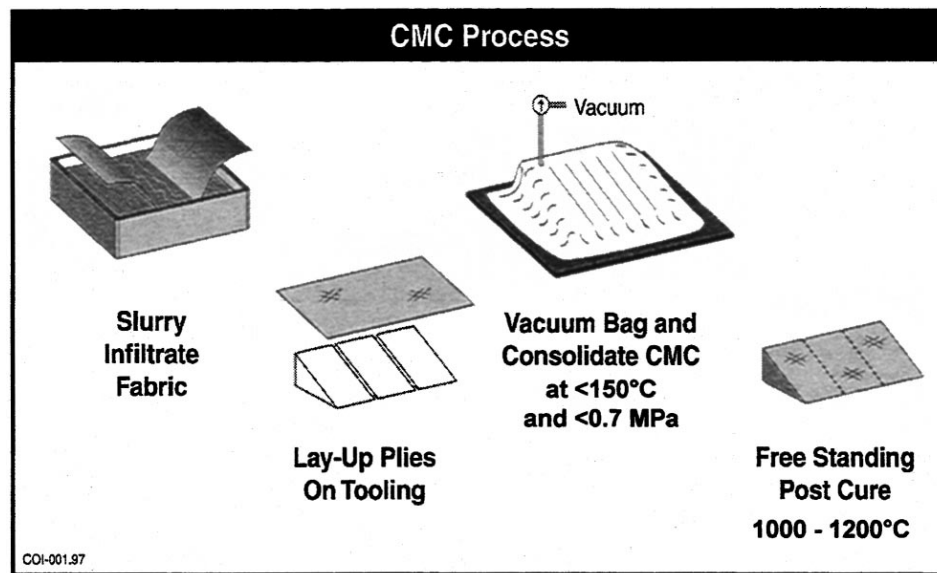 CMC Process
Vacuum
Slurry
Infiltrate
Fabric
Lay-Up Plies
On Tooling
Vacuum Bag and
Consolidate CMC
at <150°C
and <0.7 MPa
Free Standing
Post Cure
1000 - 1200°C
COI-001.97